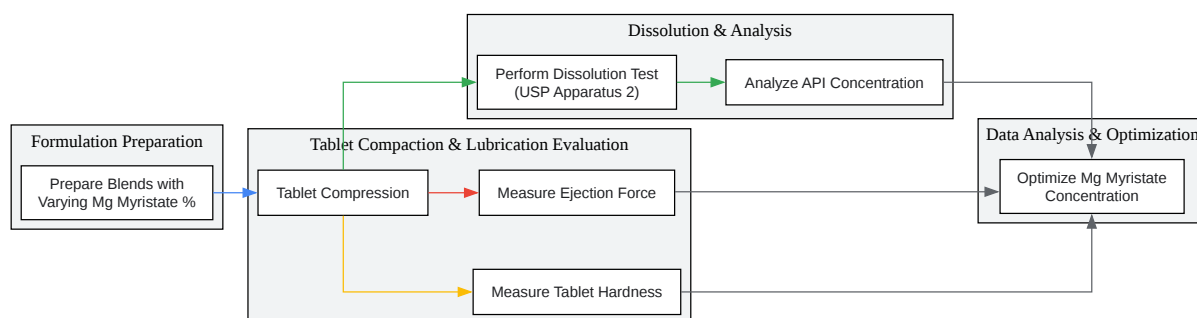 Dissolution & Analysis
Perform Dissolution Test
(USP Apparatus 2)
Analyze API Concentration
Formulation Preparation
Prepare Blends with
Varying Mg Myristate %
Tablet Compaction & Lubrication Evaluation
Tablet Compression
Measure Ejection Force
Measure Tablet Hardness
Data Analysis & Optimization
Optimize Mg Myristate
Concentration